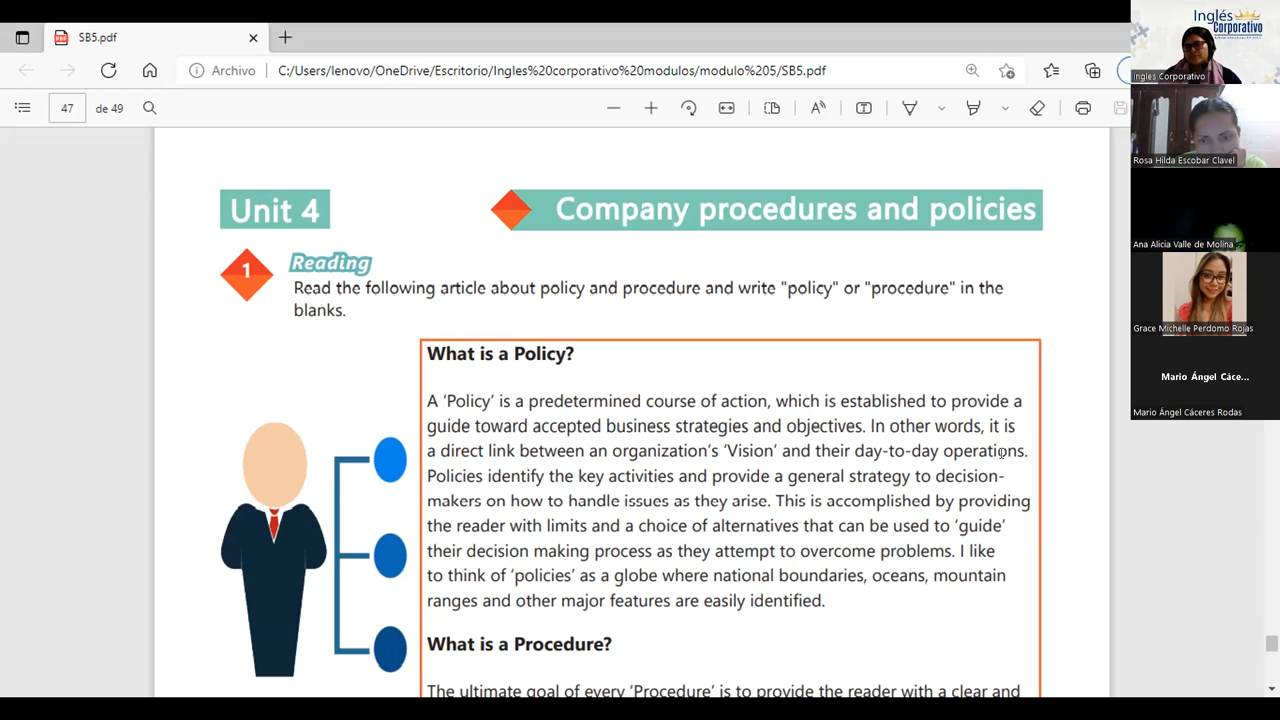 SB5.pdf
Archivo
C:/Users/lenovo/OneDrive/Escritorio/Ingles%20corporativo%20modulos/modulo%205/SB5.pdf
47
de 49
Unit 4
Company procedures and policies
1
Reading
Read the following article about policy and procedure and write "policy" or "procedure" in the
blanks.
What is a Policy?
A ‘Policy’ is a predetermined course of action, which is established to provide a
guide toward accepted business strategies and objectives. In other words, it is
a direct link between an organization’s ‘Vision’ and their day-to-day operations.
Policies identify the key activities and provide a general strategy to decision-
makers on how to handle issues as they arise. This is accomplished by providing
the reader with limits and a choice of alternatives that can be used to ‘guide’
their decision making process as they attempt to overcome problems. I like
to think of ‘policies’ as a globe where national boundaries, oceans, mountain
ranges and other major features are easily identified.
What is a Procedure?
The ultimate goal of every ‘Procedure’ is to provide the reader with a clear and
Inglés
Corporativo
Ingles Corporativo
Rosa Hilda Escobar Clavel
Ana Alicia Valle de Molina
Grace Michelle Perdomo Rojas
Mario Ángel Cáce...
Mario Ángel Cáceres Rodas